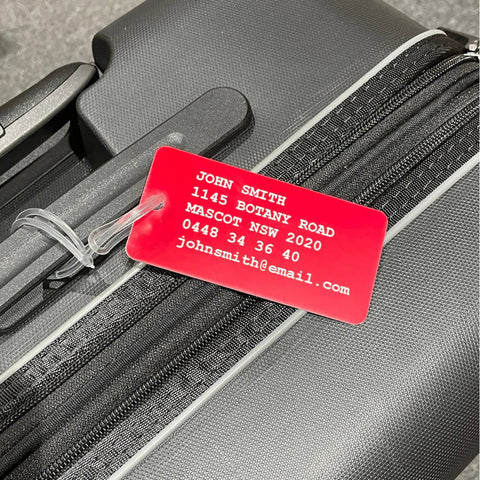 JOHN SMITH
1145 BOTANY ROAD
MASCOT NSW 2020
0448 34 36 40
johnsmith@email.com